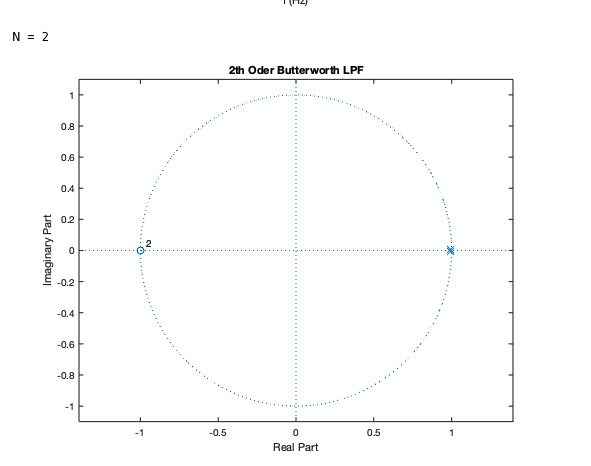 f (Hz)
N = 2
2th Oder Butterworth LPF
1
0.8
0.6
0.4
0.2
0
-0.2
-0.4
-0.6
-0.8
-1
Imaginary Part
2
-1 -0.5 0 0.5 1
Real Part